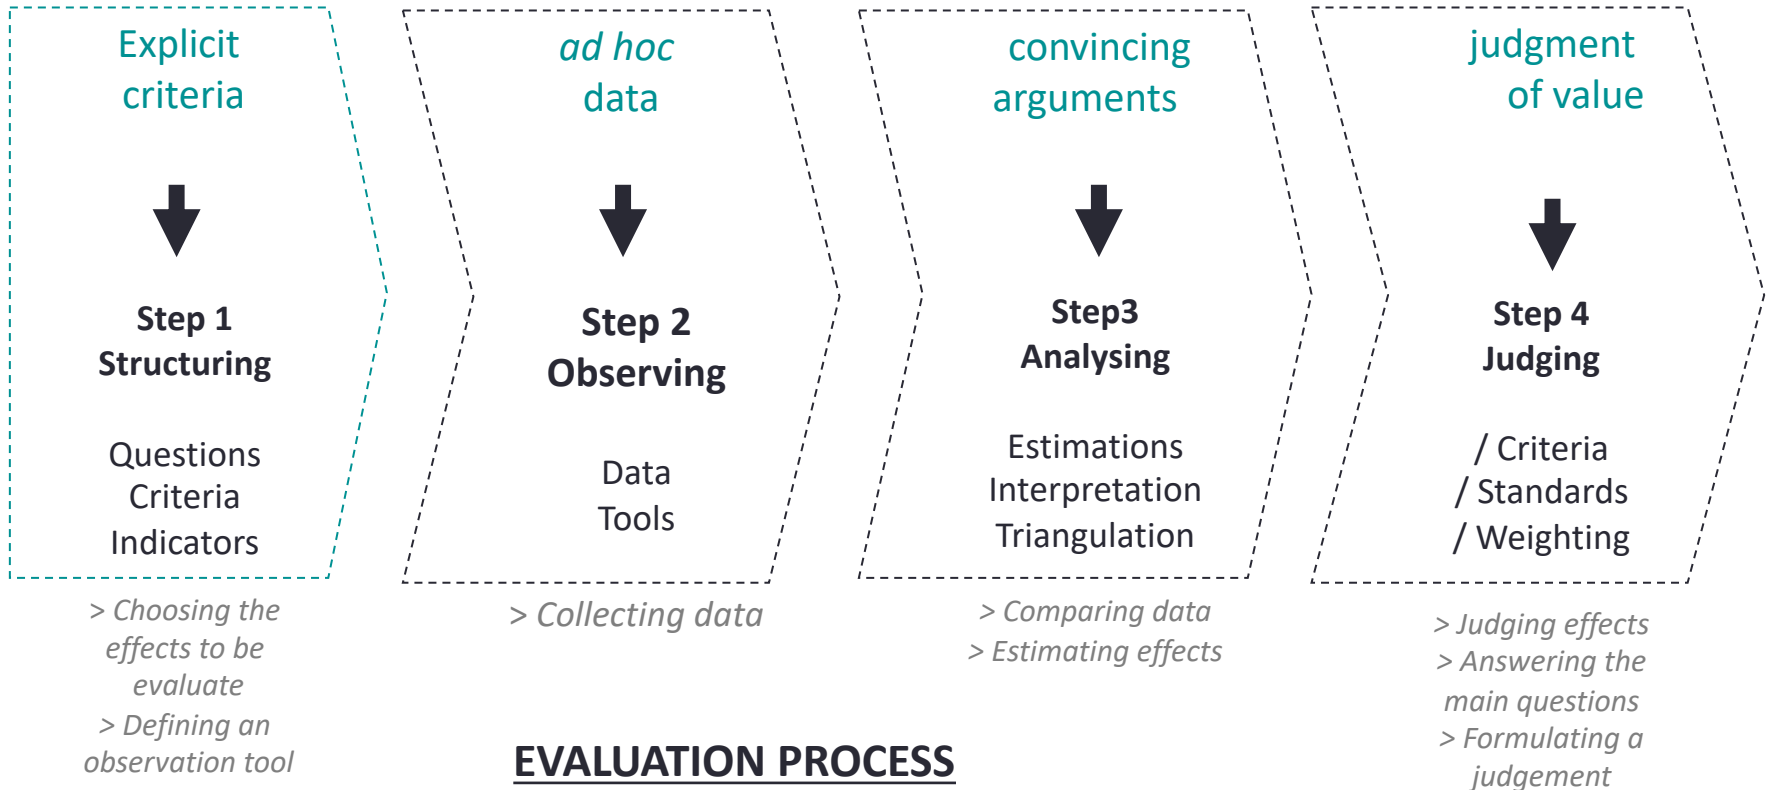 Explicit
criteria
Step 1
Structuring
Questions
Criteria
Indicators
> Choosing the
effects to be
evaluate
> Defining an
observation tool
ad hoc
data
Step 2
Observing
Data
Tools
> Collecting data
convincing
arguments
Step3
Analysing
Estimations
Interpretation
Triangulation
> Comparing data
> Estimating effects
judgment
of value
Step 4
Judging
/ Criteria
/ Standards
/ Weighting
> Judging effects
> Answering the
main questions
> Formulating a
judgement
EVALUATION PROCESS